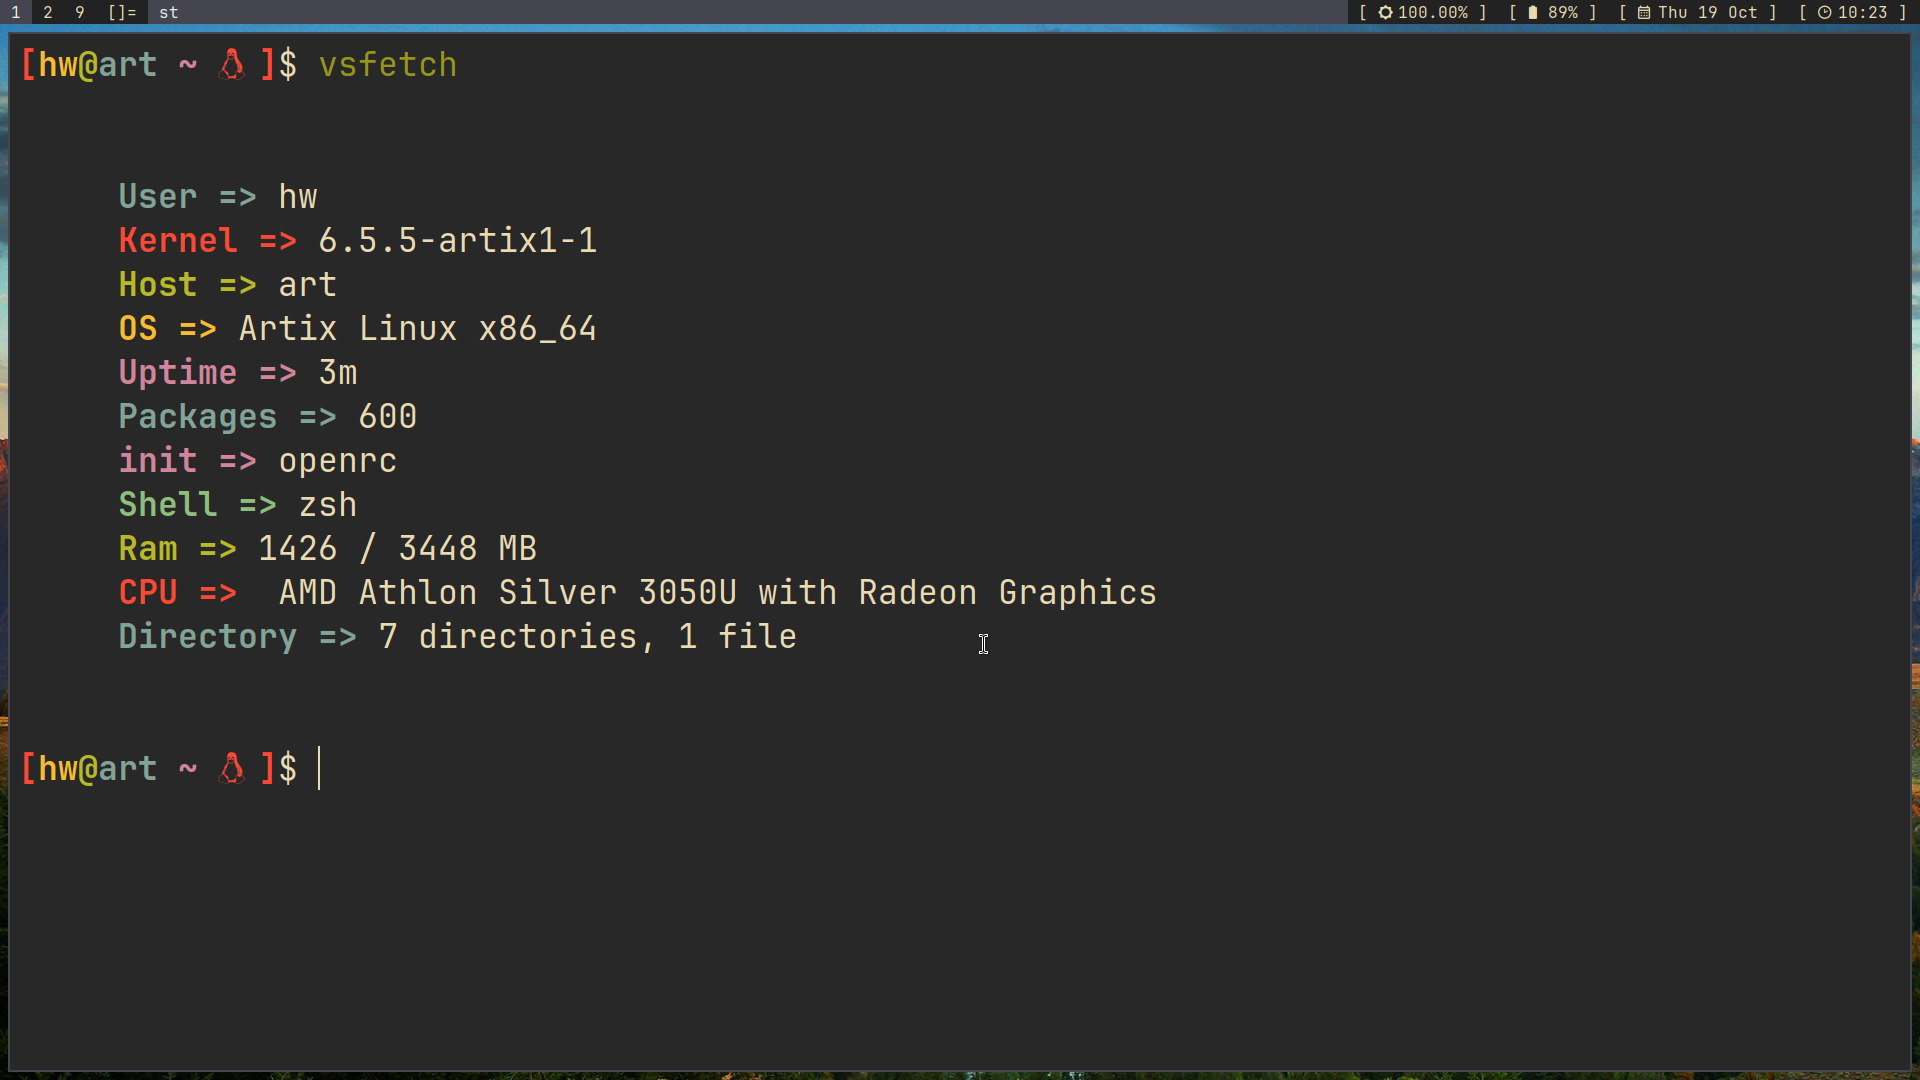 1 2 9 []= st [ 100.00% ] [ 89% ] [ Thu 19 Oct ] [ 10:23 ]
[hw@art ~ ]$ vsfetch
User => hw
Kernel => 6.5.5-artix1-1
Host => art
OS => Artix Linux x86_64
Uptime => 3m
Packages => 600
init => openrc
Shell => zsh
Ram => 1426 / 3448 MB
CPU =>  AMD Athlon Silver 3050U with Radeon Graphics
Directory => 7 directories, 1 file
[hw@art ~ ]$